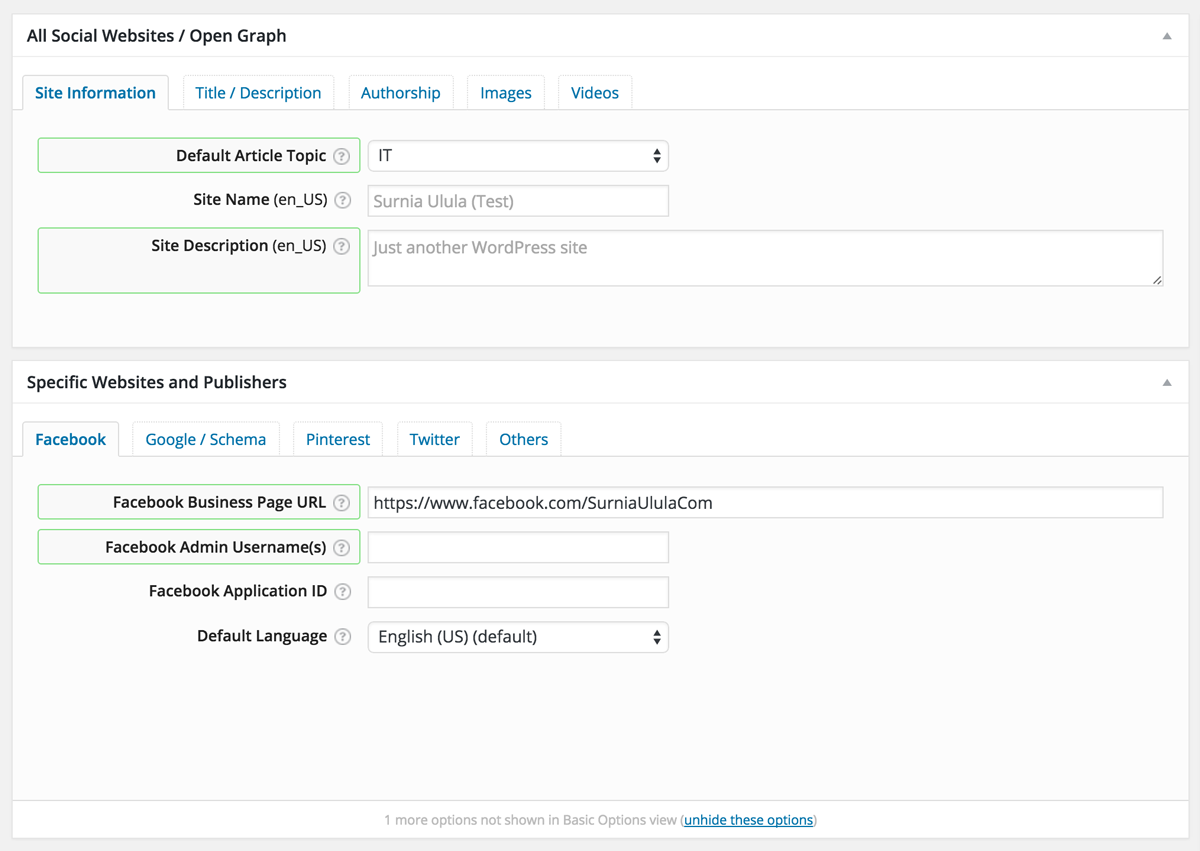 All Social Websites / Open Graph
Site Information Title / Description Authorship Images Videos
Default Article Topic ? IT
Site Name (en_US) ? Surnia Ulula (Test)
Site Description (en_US) ? Just another WordPress site
Specific Websites and Publishers
Facebook Google / Schema Pinterest Twitter Others
Facebook Business Page URL ? https://www.facebook.com/SurniaUlulaCom
Facebook Admin Username(s) ?
Facebook Application ID ?
Default Language ? English (US) (default)
1 more options not shown in Basic Options view (unhide these options)